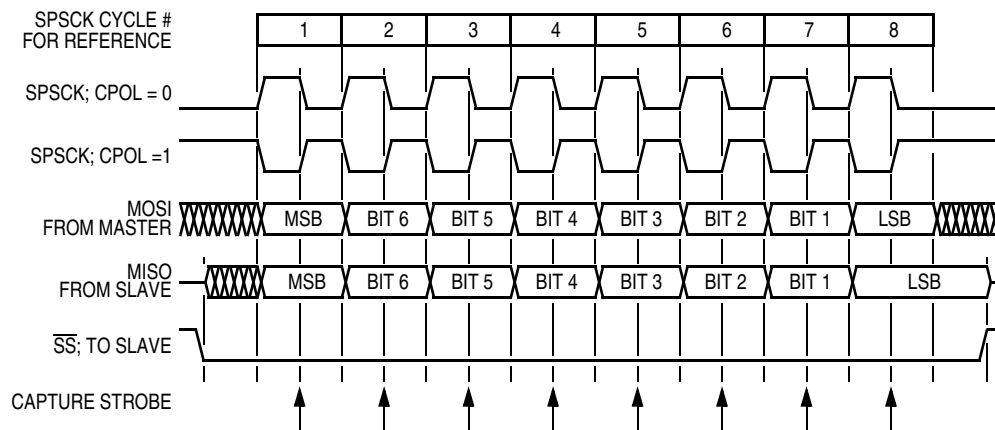 SPSCK CYCLE #
FOR REFERENCE
1 2 3 4 5 6 7 8
SPSCK; CPOL = 0
SPSCK; CPOL =1
MOSI
FROM MASTER
MSB BIT 6 BIT 5 BIT 4 BIT 3 BIT 2 BIT 1 LSB
MISO
FROM SLAVE
MSB BIT 6 BIT 5 BIT 4 BIT 3 BIT 2 BIT 1 LSB
S̅S̅; TO SLAVE
CAPTURE STROBE